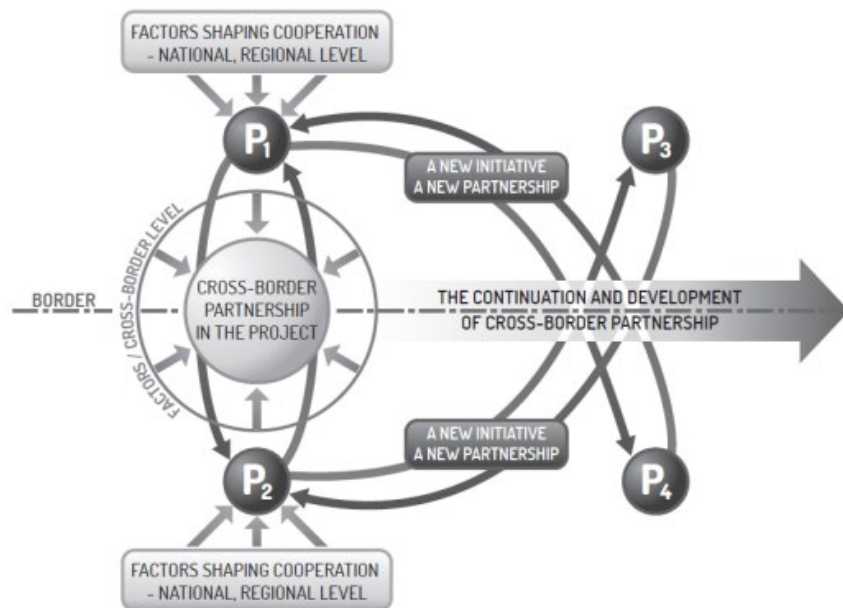 FACTORS SHAPING COOPERATION
- NATIONAL, REGIONAL LEVEL
P1
P3
A NEW INITIATIVE
A NEW PARTNERSHIP
FACTORS / CROSS-BORDER LEVEL
BORDER
CROSS-BORDER
PARTNERSHIP
IN THE PROJECT
THE CONTINUATION AND DEVELOPMENT
OF CROSS-BORDER PARTNERSHIP
A NEW INITIATIVE
A NEW PARTNERSHIP
P2
P4
FACTORS SHAPING COOPERATION
- NATIONAL, REGIONAL LEVEL